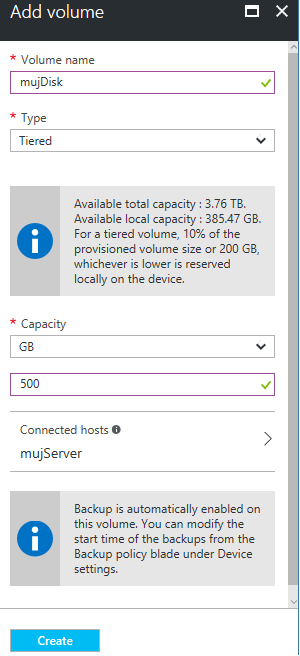 Add volume
* Volume name
mujDisk
* Type
Tiered
Available total capacity : 3.76 TB.
Available local capacity : 385.47 GB.
For a tiered volume, 10% of the
provisioned volume size or 200 GB,
whichever is lower is reserved
locally on the device.
* Capacity
GB
500
Connected hosts
mujServer
Backup is automatically enabled on
this volume. You can modify the
start time of the backups from the
Backup policy blade under Device
settings.
Create